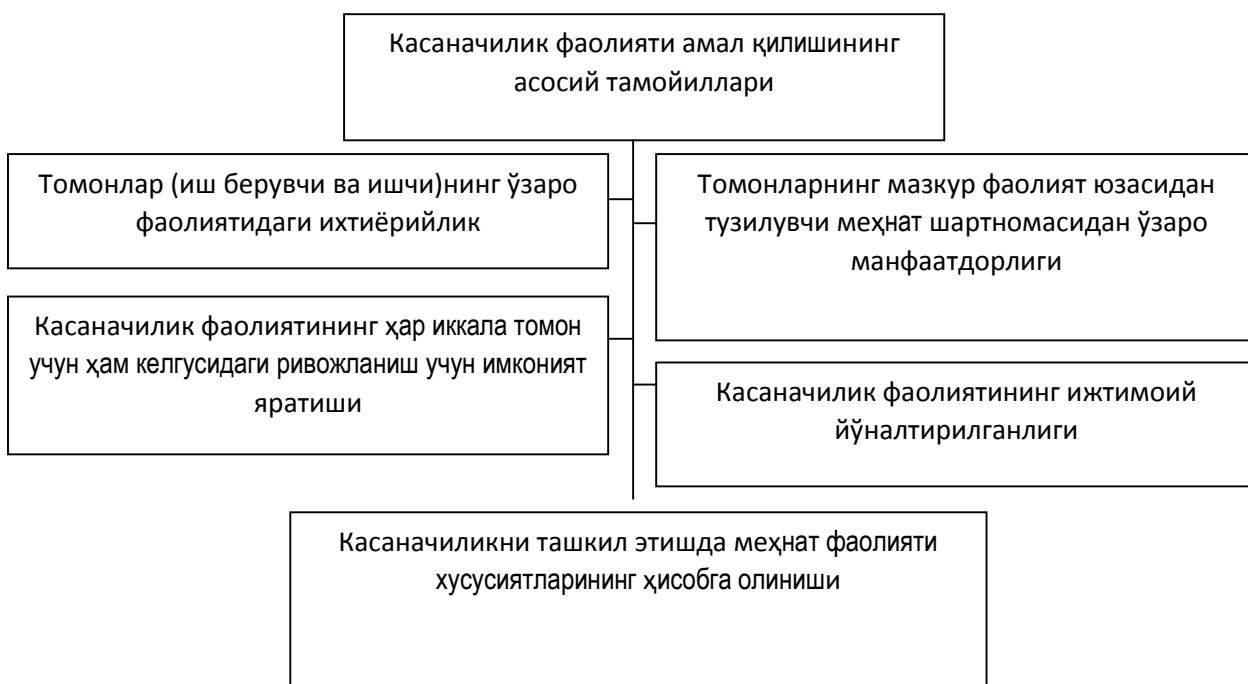 Касаначилик фаолияти амал қилишининг
асосий тамойиллари
Томонлар (иш берувчи ва ишчи)нинг ўзаро
фаолиятидаги ихтиёрийлик
Томонларнинг мазкур фаолият юзасидан
тузилувчи меҳнат шартномасидан ўзаро
манфаатдорлиги
Касаначилик фаолиятининг ҳар иккала томон
учун ҳам келгусидаги ривожланиш учун имконият
яратиши
Касаначилик фаолиятининг ижтимоий
йўналтирилганлиги
Касаначиликни ташкил этишда меҳнат фаолияти
хусусиятларининг ҳисобга олиниши